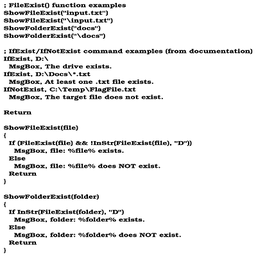 ; FileExist() function examples
ShowFileExist("input.txt")
ShowFileExist("\input.txt")
ShowFolderExist("docs")
ShowFolderExist("\docs")

; IfExist/IfNotExist command examples (from documentation)
IfExist, D:\
  MsgBox, The drive exists.
IfExist, D:\Docs\*.txt
  MsgBox, At least one .txt file exists.
IfNotExist, C:\Temp\FlagFile.txt
  MsgBox, The target file does not exist.

Return

ShowFileExist(file)
{
  If (FileExist(file) && !InStr(FileExist(file), "D"))
    MsgBox, file: %file% exists.
  Else
    MsgBox, file: %file% does NOT exist.
  Return
}

ShowFolderExist(folder)
{
  If InStr(FileExist(folder), "D")
    MsgBox, folder: %folder% exists.
  Else
    MsgBox, folder: %folder% does NOT exist.
  Return
}